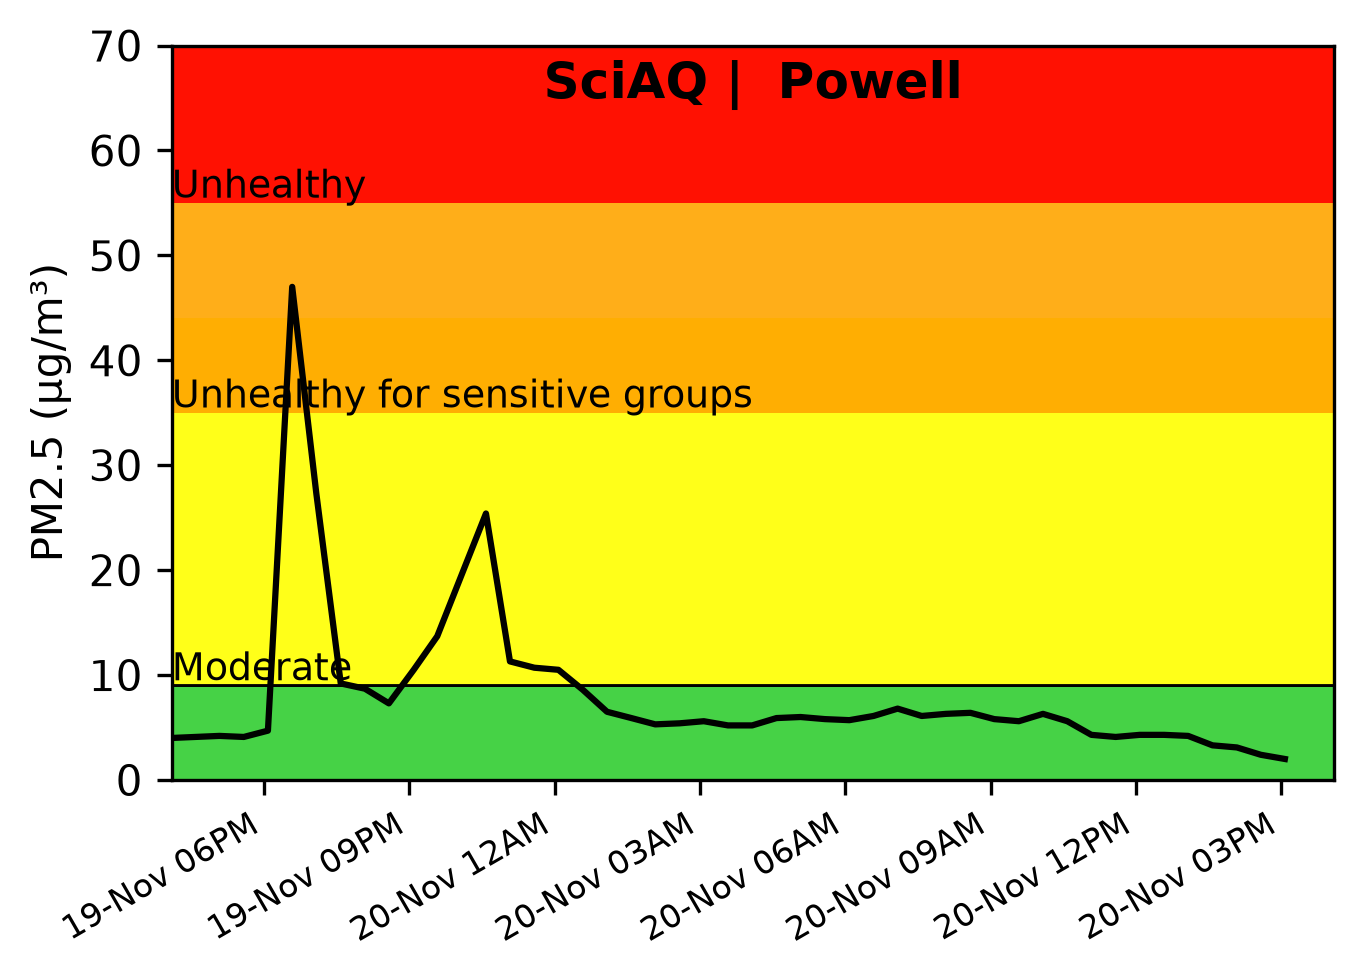 SciAQ |  Powell
70
60
50
40
30
20
10
0
PM2.5 (µg/m³)
Unhealthy
Unhealthy for sensitive groups
Moderate
19-Nov 06PM
19-Nov 09PM
20-Nov 12AM
20-Nov 03AM
20-Nov 06AM
20-Nov 09AM
20-Nov 12PM
20-Nov 03PM